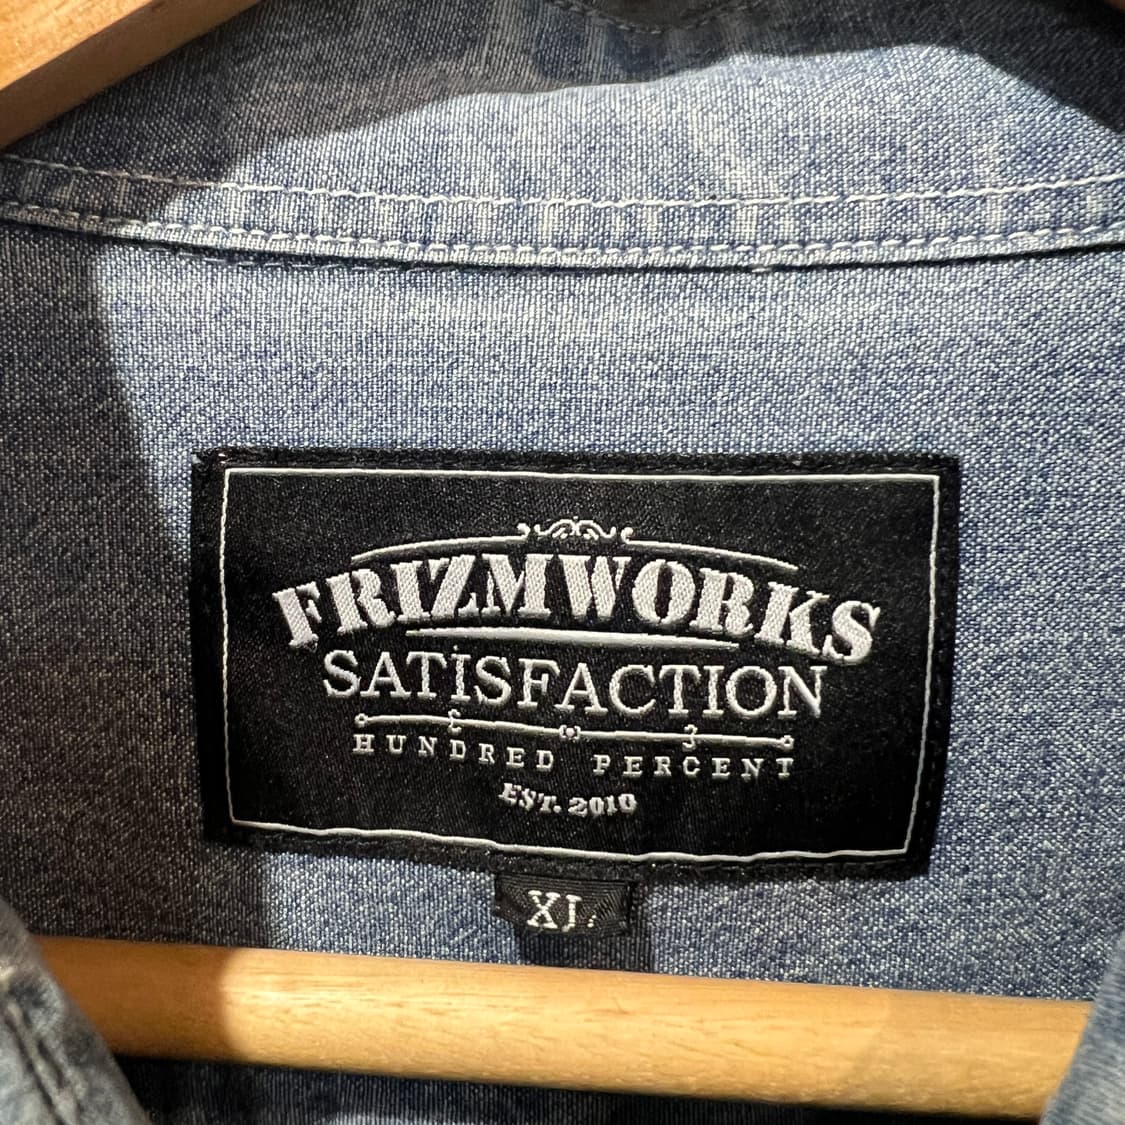 FRIZMWORKS
SATISFACTION
HUNDRED PERCENT
EST. 2010
XL